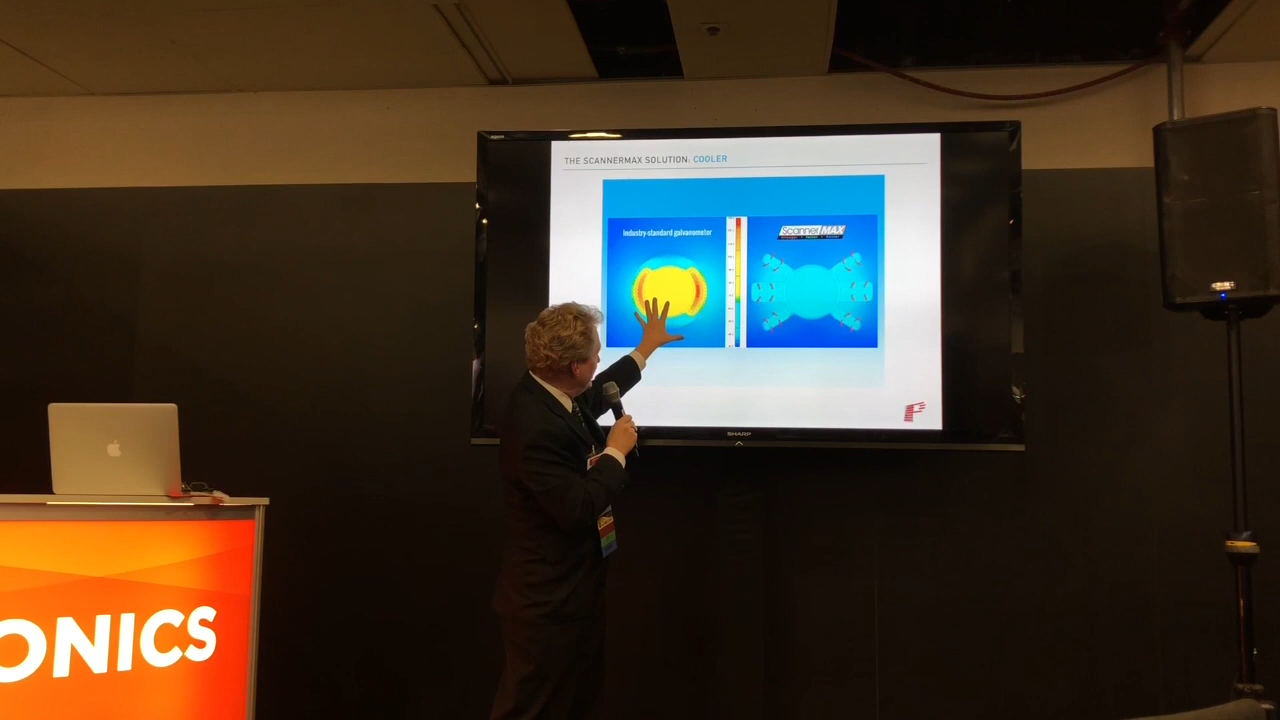 THE SCANNERMAX SOLUTION: COOLER
Industry-standard galvanometer
ScannerMAX
SHARP
ONICS